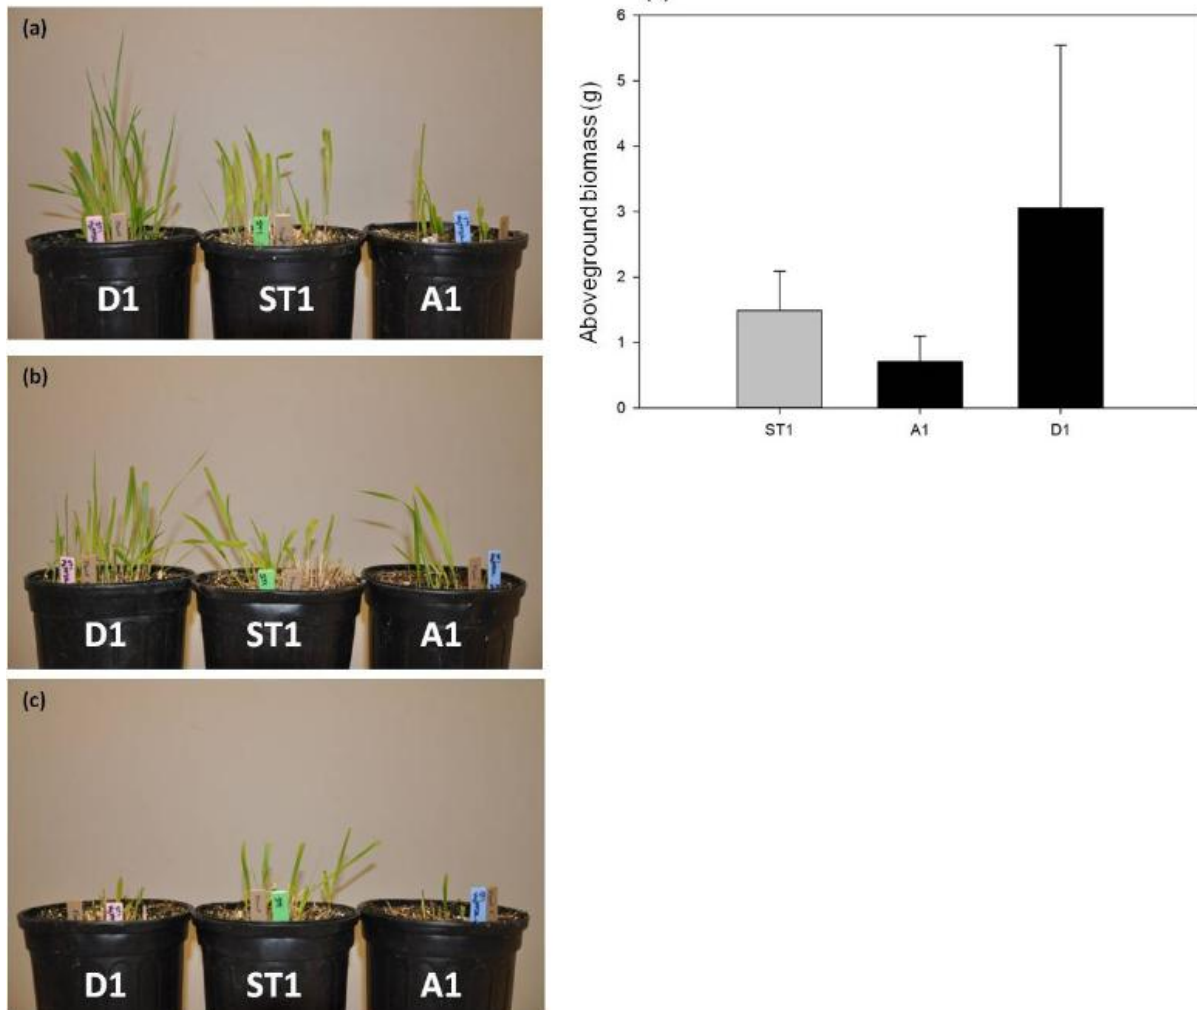 (a)
D1 ST1 A1
(b)
D1 ST1 A1
(c)
D1 ST1 A1
Aboveground biomass (g)
6
5
4
3
2
1
0
ST1 A1 D1